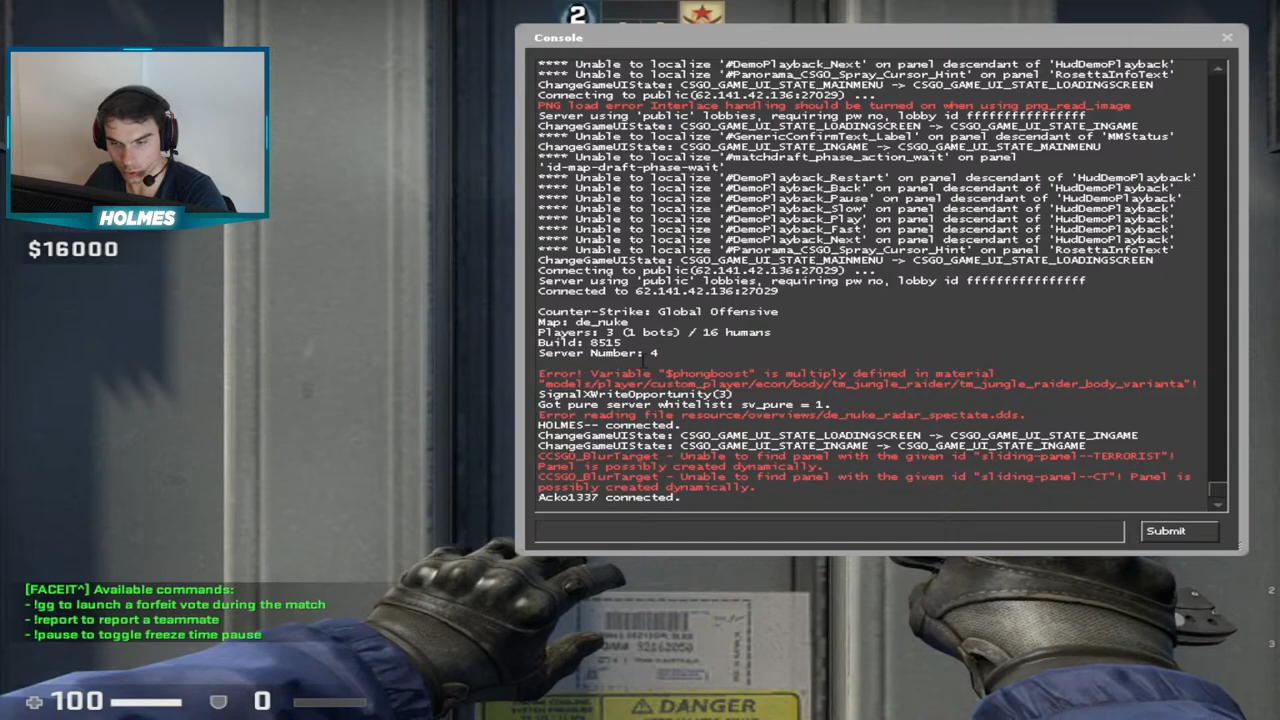 2
Console
**** Unable to localize '#DemoPlayback_Next' on panel descendant of 'HudDemoPlayback'
**** Unable to localize '#Panorama_CSGO_Spray_Cursor_Hint' on panel 'RosettaInfoText'
ChangeGameUIState: CSGO_GAME_UI_STATE_MAINMENU -> CSGO_GAME_UI_STATE_LOADINGSCREEN
Connecting to public(62.141.42.136:27029) ...
PNG load error Interlace handling should be turned on when using png_read_image
Server using 'public' lobbies, requiring pw no, lobby id ffffffffffffffff
ChangeGameUIState: CSGO_GAME_UI_STATE_LOADINGSCREEN -> CSGO_GAME_UI_STATE_INGAME
**** Unable to localize '#GenericConfirmText_Label' on panel descendant of 'MMStatus'
ChangeGameUIState: CSGO_GAME_UI_STATE_INGAME -> CSGO_GAME_UI_STATE_MAINMENU
**** Unable to localize '#matchdraft_phase_action_wait' on panel
'id-map-draft-phase-wait'
**** Unable to localize '#DemoPlayback_Restart' on panel descendant of 'HudDemoPlayback'
**** Unable to localize '#DemoPlayback_Back' on panel descendant of 'HudDemoPlayback'
**** Unable to localize '#DemoPlayback_Pause' on panel descendant of 'HudDemoPlayback'
**** Unable to localize '#DemoPlayback_Slow' on panel descendant of 'HudDemoPlayback'
**** Unable to localize '#DemoPlayback_Play' on panel descendant of 'HudDemoPlayback'
**** Unable to localize '#DemoPlayback_Fast' on panel descendant of 'HudDemoPlayback'
**** Unable to localize '#DemoPlayback_Next' on panel descendant of 'HudDemoPlayback'
**** Unable to localize '#Panorama_CSGO_Spray_Cursor_Hint' on panel 'RosettaInfoText'
ChangeGameUIState: CSGO_GAME_UI_STATE_MAINMENU -> CSGO_GAME_UI_STATE_LOADINGSCREEN
Connecting to public(62.141.42.136:27029) ...
Server using 'public' lobbies, requiring pw no, lobby id ffffffffffffffff
Connected to 62.141.42.136:27029
Counter-Strike: Global Offensive
Map: de_nuke
Players: 3 (1 bots) / 16 humans
Build: 8515
Server Number: 4
Error! Variable "$phongboost" is multiply defined in material
"models/player/custom_player/econ/body/tm_jungle_raider/tm_jungle_raider_body_varianta"!
SignalXWriteOpportunity(3)
Got pure server whitelist: sv_pure = 1.
Error reading file resource/overviews/de_nuke_radar_spectate.dds.
HOLMES-- connected.
ChangeGameUIState: CSGO_GAME_UI_STATE_LOADINGSCREEN -> CSGO_GAME_UI_STATE_INGAME
ChangeGameUIState: CSGO_GAME_UI_STATE_INGAME -> CSGO_GAME_UI_STATE_INGAME
CCSGO_BlurTarget - Unable to find panel with the given id "sliding-panel--TERRORIST"!
Panel is possibly created dynamically.
CCSGO_BlurTarget - Unable to find panel with the given id "sliding-panel--CT"! Panel is
possibly created dynamically.
Acko1337 connected.
Submit
HOLMES
$16000
[FACEIT^] Available commands:
- !gg to launch a forfeit vote during the match
- !report to report a teammate
- !pause to toggle freeze time pause
100
0
2
3
DANGER